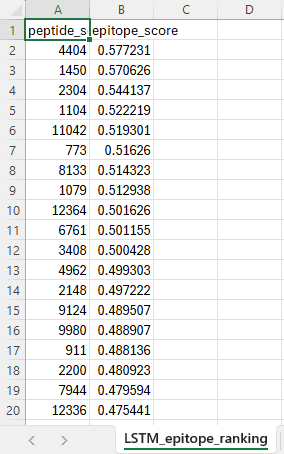 A B C D E
1 peptide_s epitope_score
2 4404 0.577231
3 1450 0.570626
4 2304 0.544137
5 1104 0.522219
6 11042 0.519301
7 773 0.51626
8 8133 0.514323
9 1079 0.512938
10 12364 0.501626
11 6761 0.501155
12 3408 0.500428
13 4962 0.499303
14 2148 0.497222
15 9124 0.489507
16 9980 0.488907
17 911 0.488136
18 2200 0.480923
19 7944 0.479594
20 12336 0.475441
LSTM_epitope_ranking